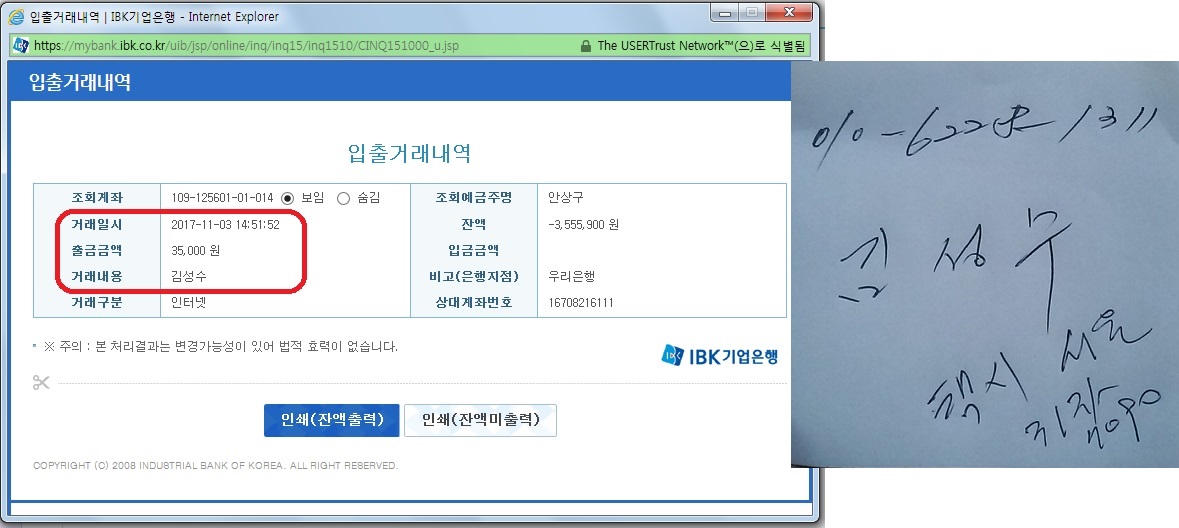 입출거래내역 | IBK기업은행 - Internet Explorer
https://mybank.ibk.co.kr/uib/jsp/online/inq/inq15/inq1510/CINQ151000_u.jsp The USERTrust Network™(으)로 식별됨
입출거래내역
입출거래내역
조회계좌 109-125601-01-014 보임 숨김 조회예금주명 안상구
거래일시 2017-11-03 14:51:52 잔액 -3,555,900 원
출금금액 35,000 원 입금금액
거래내용 김성수 비고(은행지점) 우리은행
거래구분 인터넷 상대계좌번호 16708216111
※ 주의 : 본 처리결과는 변경가능성이 있어 법적 효력이 없습니다.
IBK기업은행
인쇄(잔액출력) 인쇄(잔액미출력)
COPYRIGHT (C) 2008 INDUSTRIAL BANK OF KOREA. ALL RIGHT RESERVED.
김성수
택시 서울